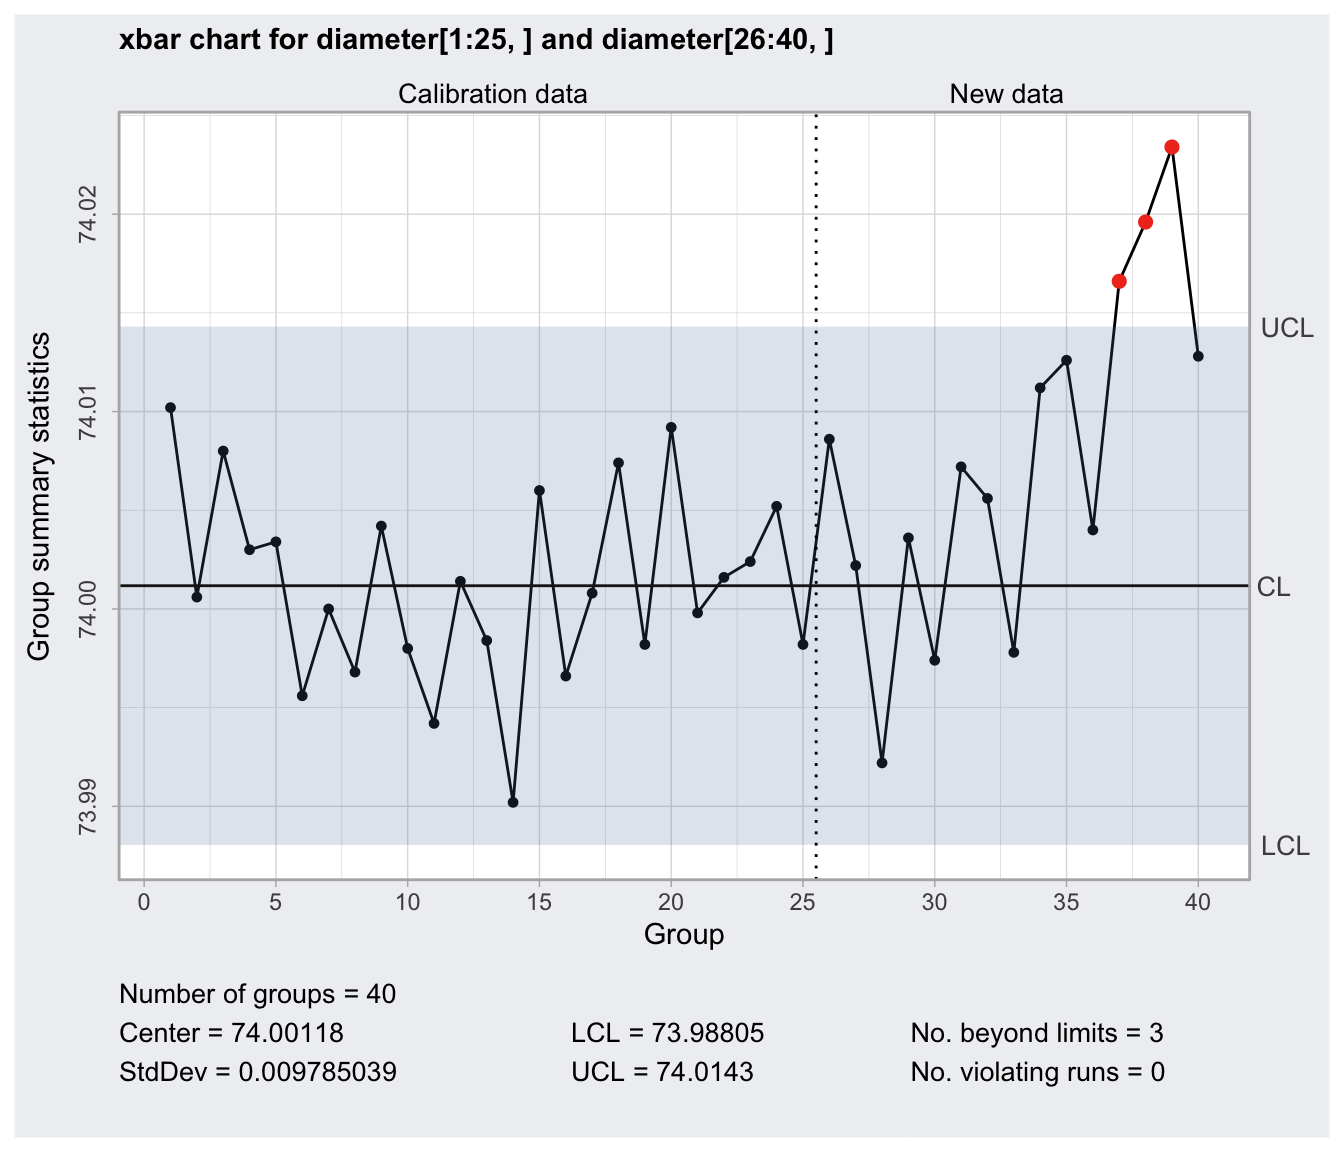 xbar chart for diameter[1:25, ] and diameter[26:40, ]
Calibration data
New data
Group summary statistics
74.02
74.01
74.00
73.99
UCL
CL
LCL
0 5 10 15 20 25 30 35 40
Group
Number of groups = 40
Center = 74.00118 LCL = 73.98805 No. beyond limits = 3
StdDev = 0.009785039 UCL = 74.0143 No. violating runs = 0